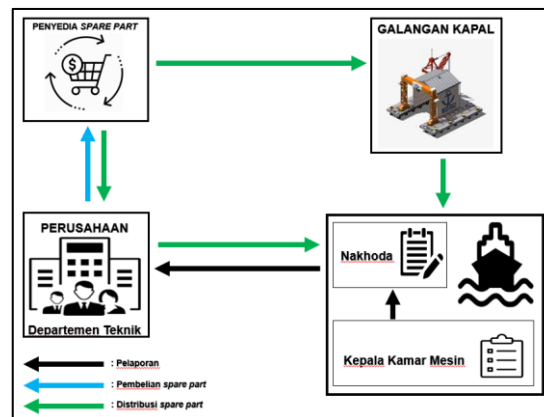 PENYEDIA SPARE PART
GALANGAN KAPAL
PERUSAHAAN
Departemen Teknik
Nakhoda
Kepala Kamar Mesin
: Pelaporan
: Pembelian spare part
: Distribusi spare part